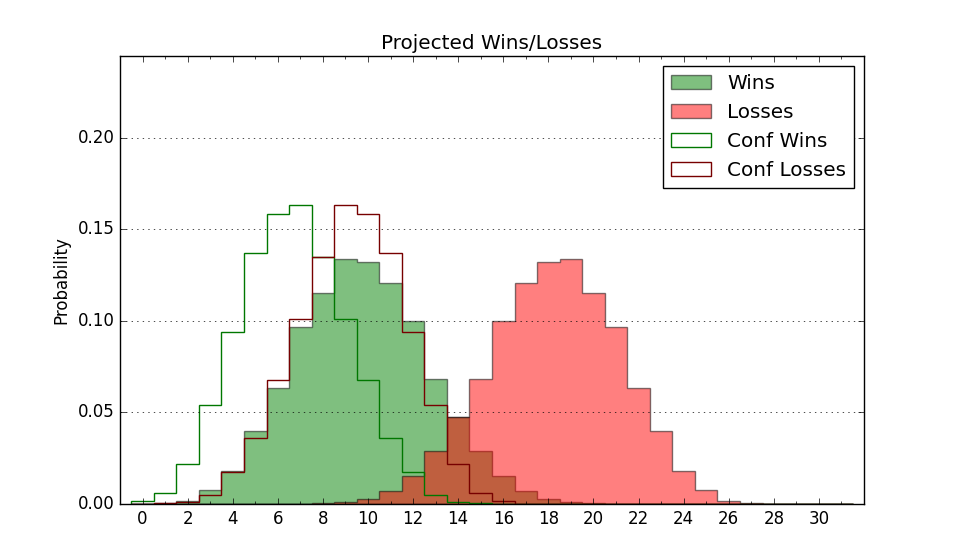 Projected Wins/Losses
Wins
Losses
Conf Wins
Conf Losses
Probability
0.20
0.15
0.10
0.05
0.00
0 2 4 6 8 10 12 14 16 18 20 22 24 26 28 30